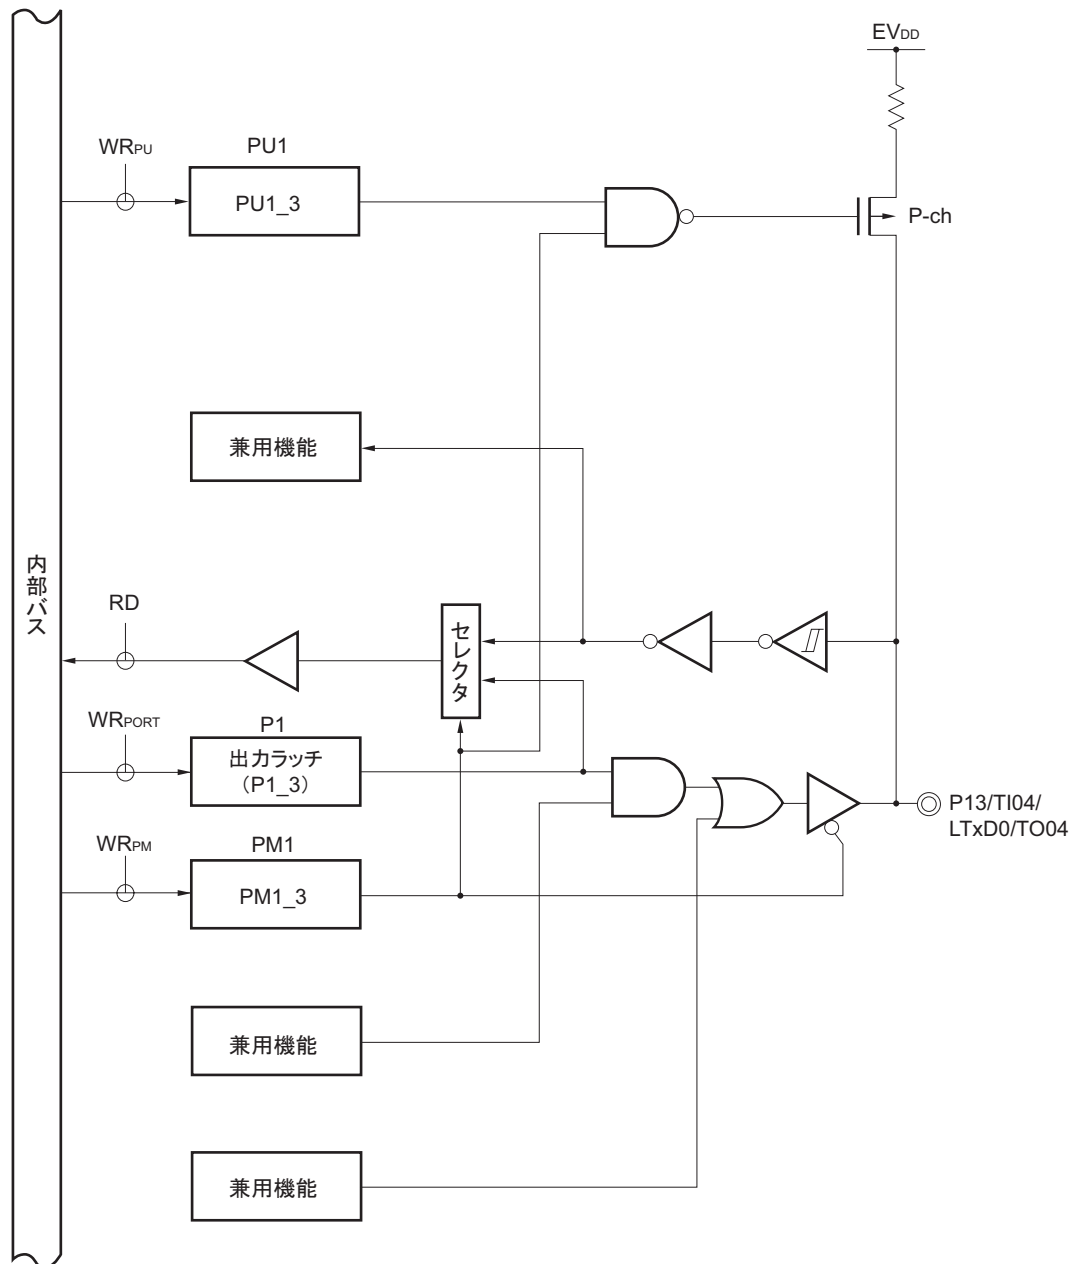 EVDD
WRPU
PU1
PU1_3
P-ch
兼用機能
内部バス
RD
セレクタ
WRPORT
P1
出力ラッチ
（P1_3）
P13/TI04/
LTxD0/TO04
WRPM
PM1
PM1_3
兼用機能
兼用機能